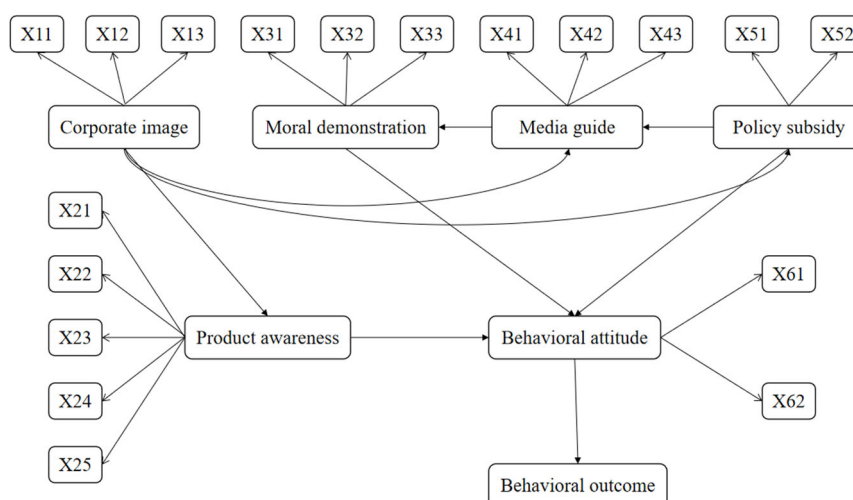 X11
X12
X13
X31
X32
X33
X41
X42
X43
X51
X52
Corporate image
Moral demonstration
Media guide
Policy subsidy
X21
X22
X61
X23
Product awareness
Behavioral attitude
X24
X62
X25
Behavioral outcome